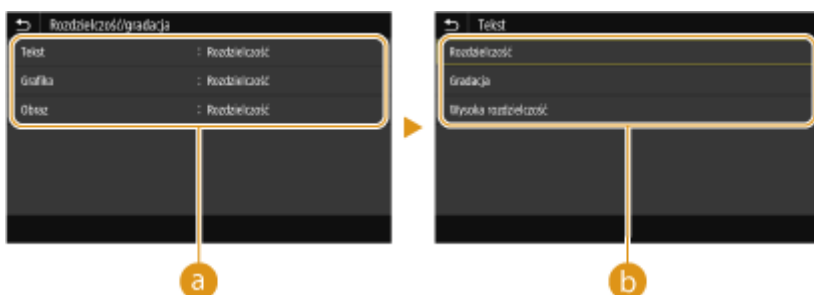 Rozdzielczość/gradacja
Tekst : Rozdzielczość
Grafika : Rozdzielczość
Obraz : Rozdzielczość
a
Tekst
Rozdzielczość
Gradacja
Wysoka rozdzielczość
b